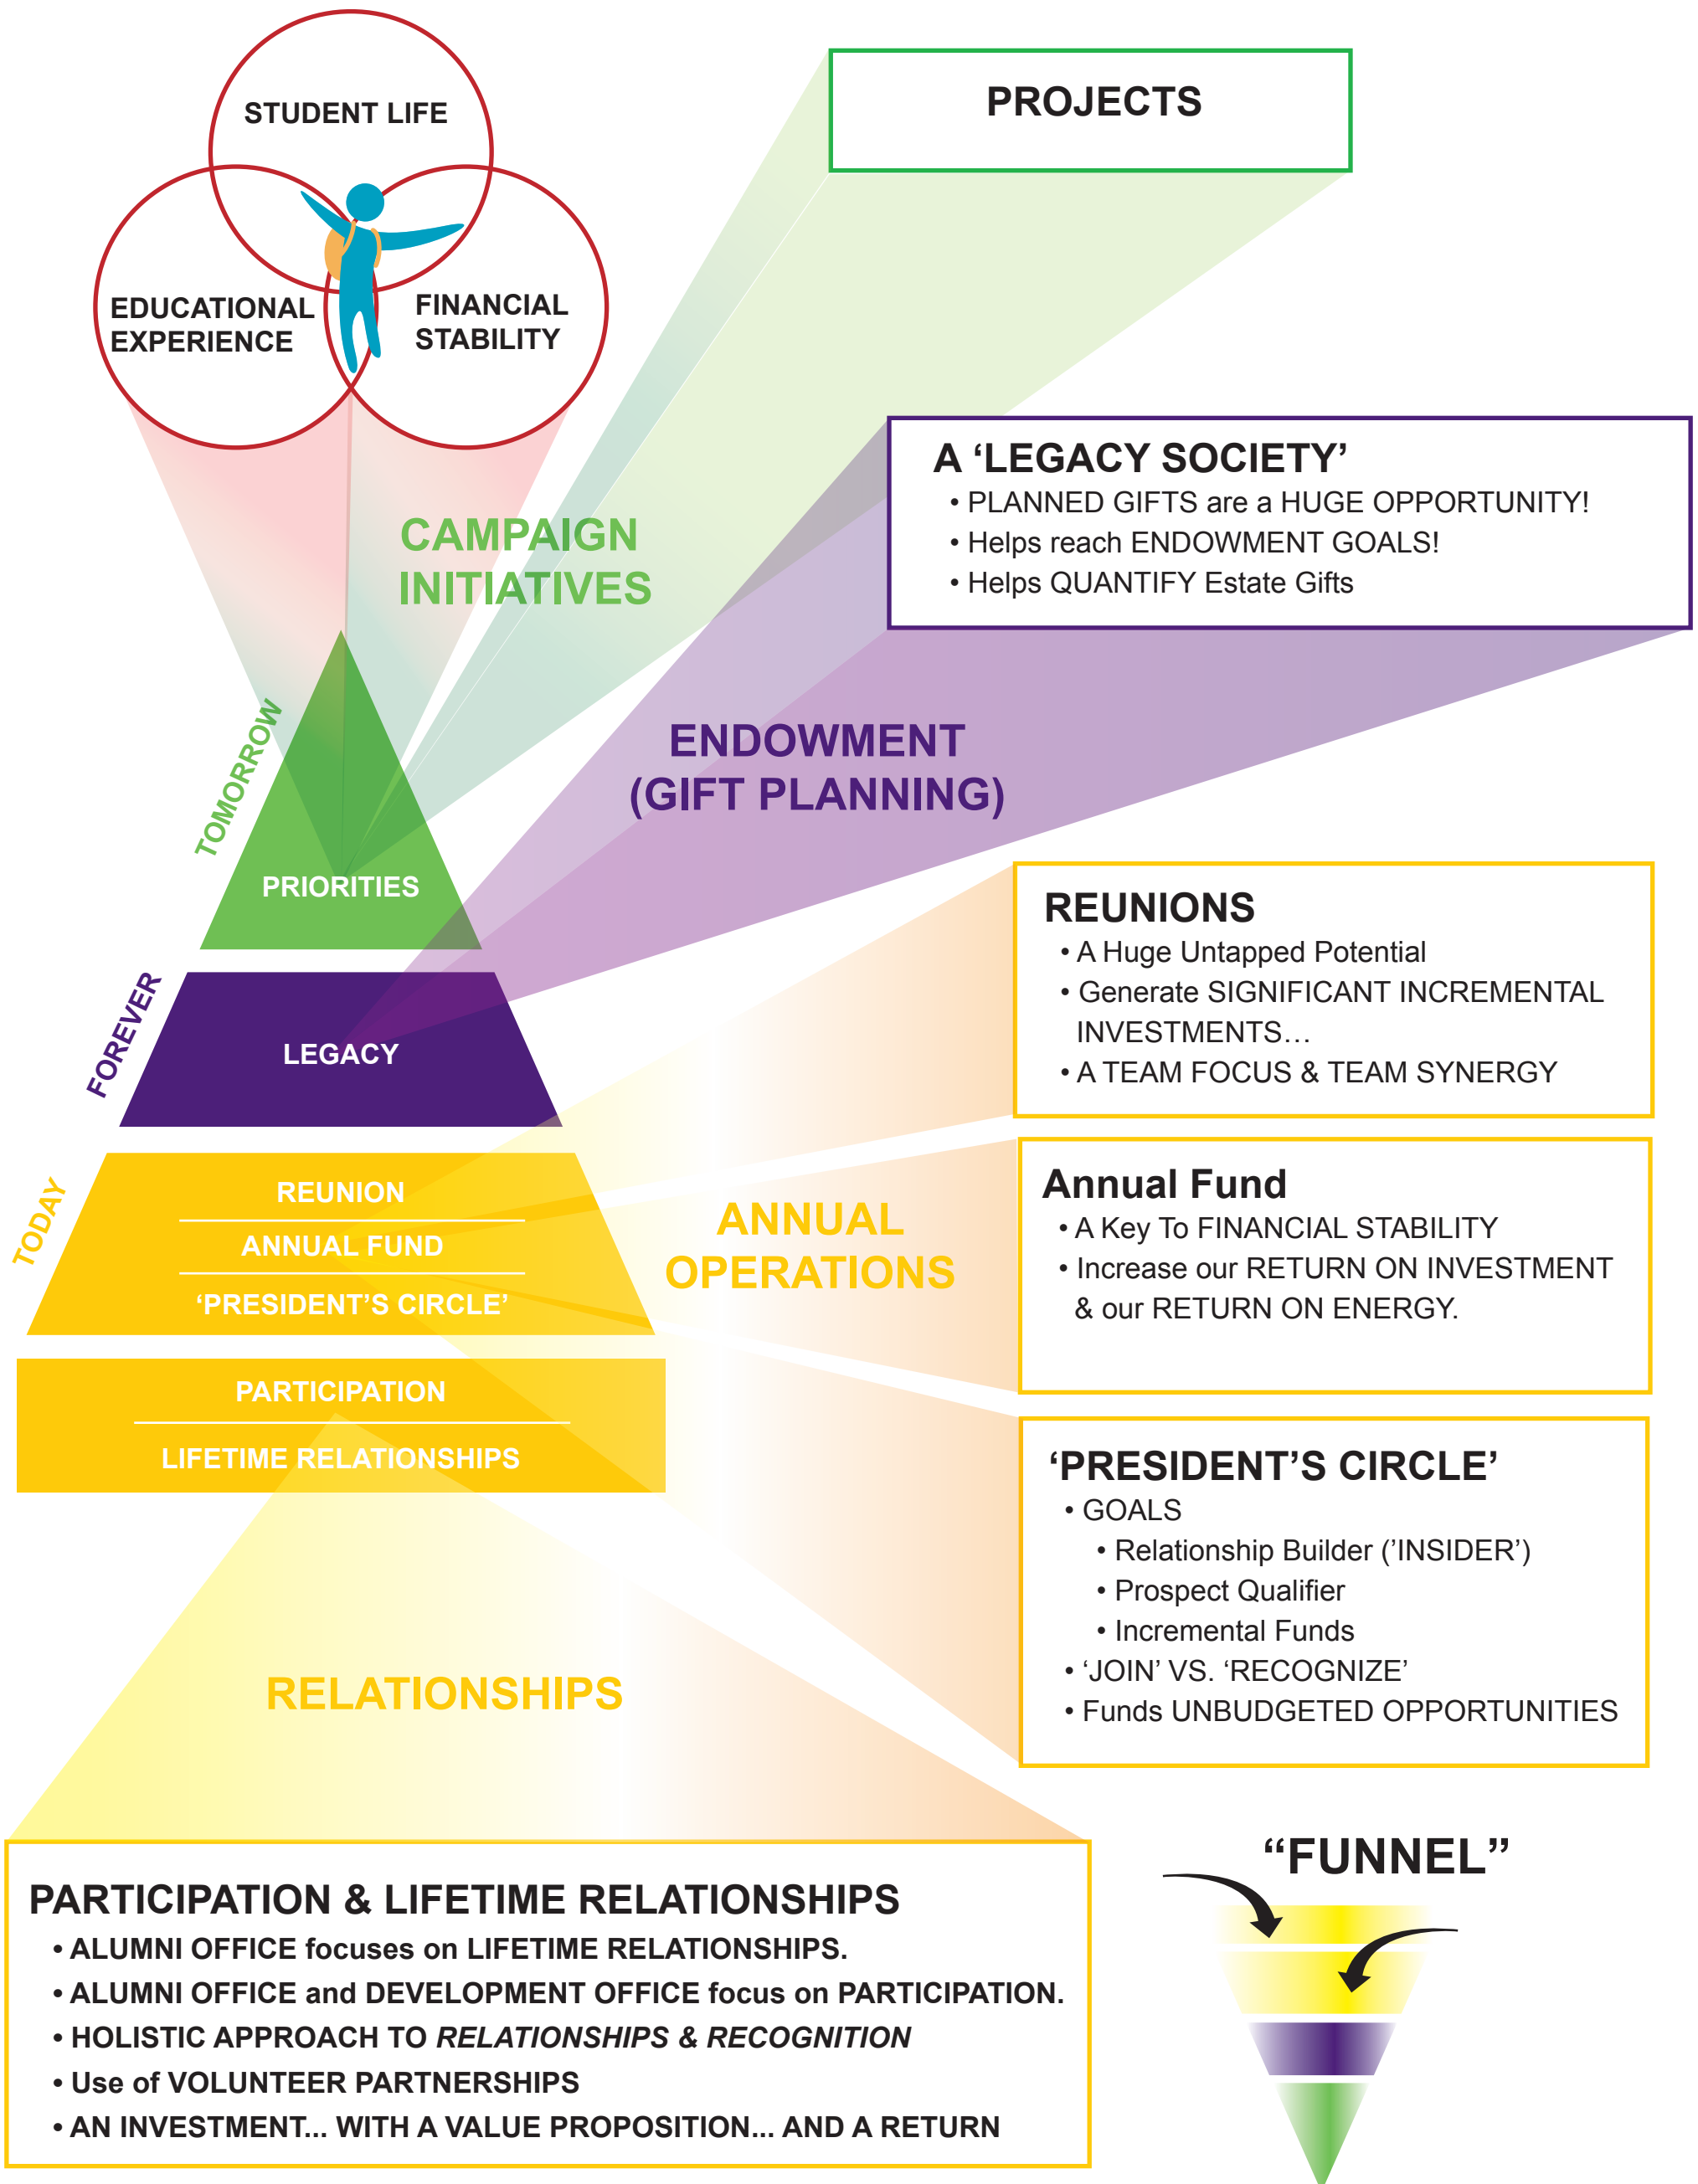 STUDENT LIFE
EDUCATIONAL
EXPERIENCE
FINANCIAL
STABILITY
PROJECTS
A ‘LEGACY SOCIETY’
• PLANNED GIFTS are a HUGE OPPORTUNITY!
• Helps reach ENDOWMENT GOALS!
• Helps QUANTIFY Estate Gifts
CAMPAIGN
INITIATIVES
TOMORROW
PRIORITIES
ENDOWMENT
(GIFT PLANNING)
FOREVER
LEGACY
REUNIONS
• A Huge Untapped Potential
• Generate SIGNIFICANT INCREMENTAL
INVESTMENTS…
• A TEAM FOCUS & TEAM SYNERGY
TODAY
REUNION
ANNUAL FUND
‘PRESIDENT’S CIRCLE’
ANNUAL
OPERATIONS
Annual Fund
• A Key To FINANCIAL STABILITY
• Increase our RETURN ON INVESTMENT
& our RETURN ON ENERGY.
PARTICIPATION
LIFETIME RELATIONSHIPS
‘PRESIDENT’S CIRCLE’
• GOALS
• Relationship Builder (’INSIDER’)
• Prospect Qualifier
• Incremental Funds
• ‘JOIN’ VS. ‘RECOGNIZE’
• Funds UNBUDGETED OPPORTUNITIES
RELATIONSHIPS
PARTICIPATION & LIFETIME RELATIONSHIPS
• ALUMNI OFFICE focuses on LIFETIME RELATIONSHIPS.
• ALUMNI OFFICE and DEVELOPMENT OFFICE focus on PARTICIPATION.
• HOLISTIC APPROACH TO RELATIONSHIPS & RECOGNITION
• Use of VOLUNTEER PARTNERSHIPS
• AN INVESTMENT... WITH A VALUE PROPOSITION... AND A RETURN
“FUNNEL”